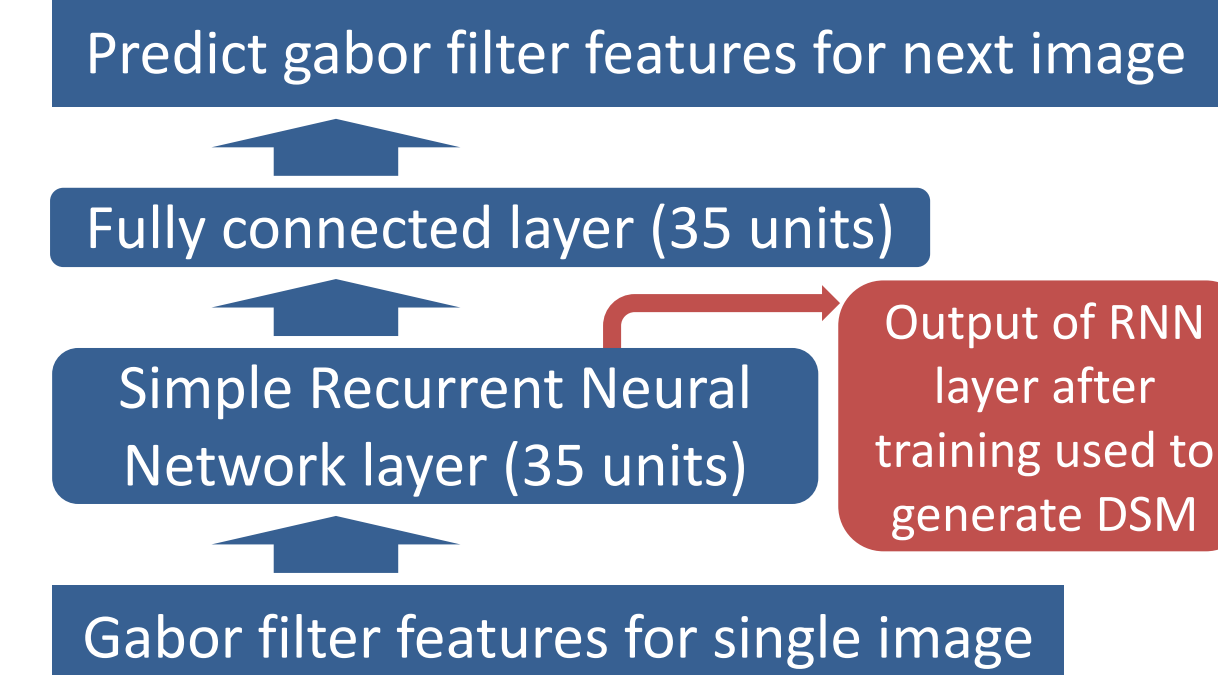 Predict gabor filter features for next image
Fully connected layer (35 units)
Simple Recurrent Neural
Network layer (35 units)
Output of RNN
layer after
training used to
generate DSM
Gabor filter features for single image